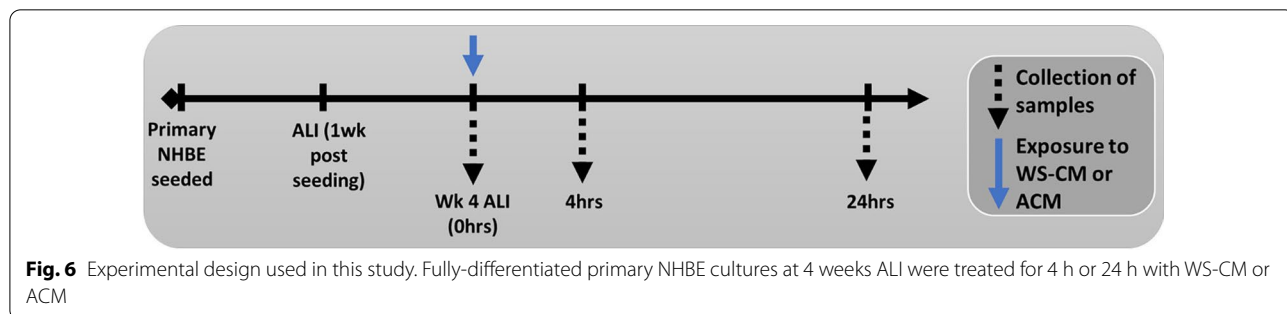 Primary
NHBE
seeded
ALI (1wk
post
seeding)
Wk 4 ALI
(0hrs)
4hrs
24hrs
Collection of
samples
Exposure to
WS-CM or
ACM
Fig. 6 Experimental design used in this study. Fully-differentiated primary NHBE cultures at 4 weeks ALI were treated for 4 h or 24 h with WS-CM or
ACM